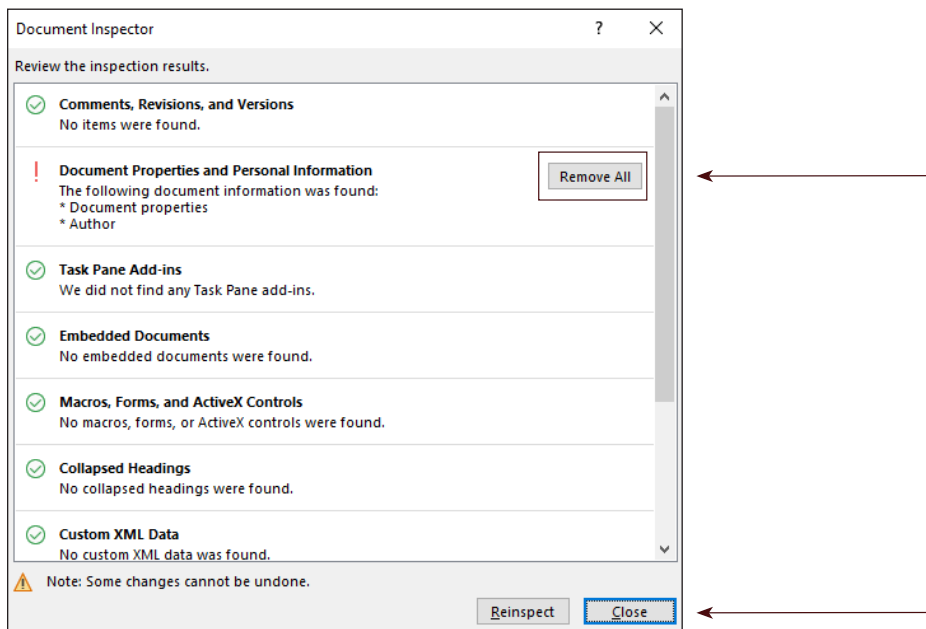 Document Inspector
Review the inspection results.
Comments, Revisions, and Versions
No items were found.
Document Properties and Personal Information
The following document information was found:
* Document properties
* Author
Remove All
Task Pane Add-ins
We did not find any Task Pane add-ins.
Embedded Documents
No embedded documents were found.
Macros, Forms, and ActiveX Controls
No macros, forms, or ActiveX controls were found.
Collapsed Headings
No collapsed headings were found.
Custom XML Data
No custom XML data was found.
Note: Some changes cannot be undone.
Reinspect Close